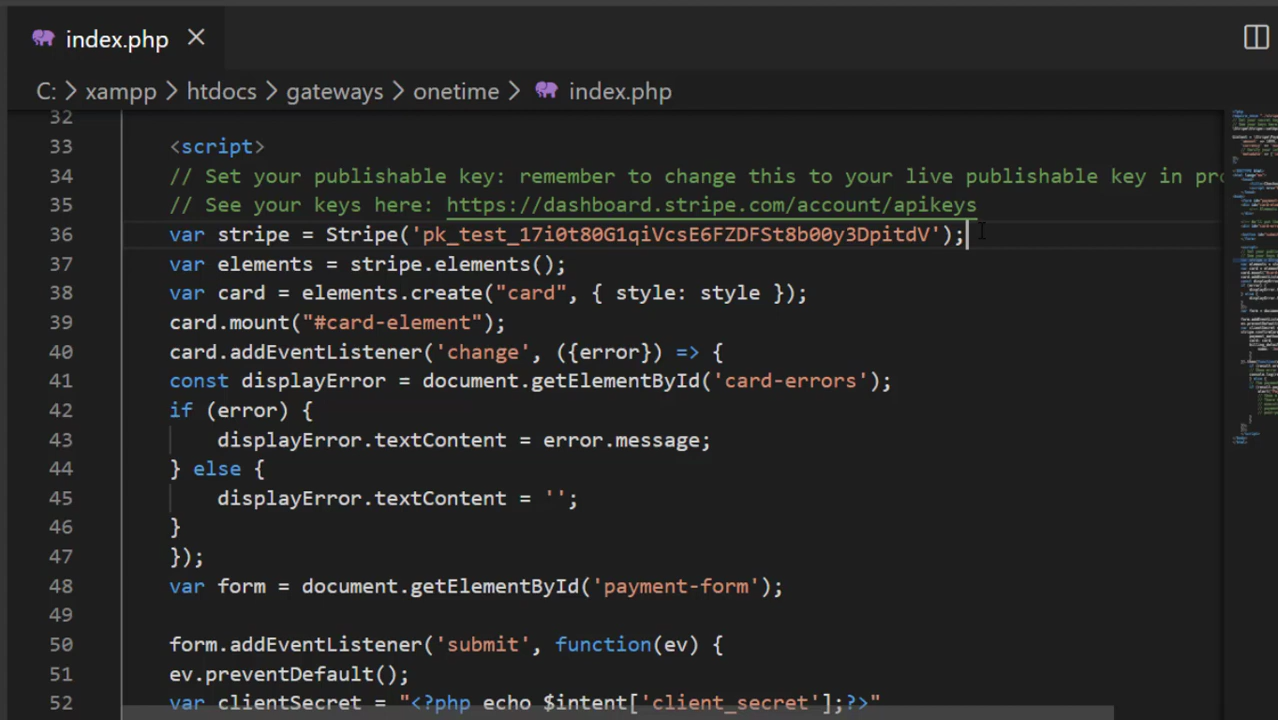 index.php
C: > xampp > htdocs > gateways > onetime > index.php
32
33 <script>
34 // Set your publishable key: remember to change this to your live publishable key in pro
35 // See your keys here: https://dashboard.stripe.com/account/apikeys
36 var stripe = Stripe('pk_test_17i0t80G1qiVcsE6FZDFSt8b00y3DpitdV');
37 var elements = stripe.elements();
38 var card = elements.create("card", { style: style });
39 card.mount("#card-element");
40 card.addEventListener('change', ({error}) => {
41 const displayError = document.getElementById('card-errors');
42 if (error) {
43 displayError.textContent = error.message;
44 } else {
45 displayError.textContent = '';
46 }
47 });
48 var form = document.getElementById('payment-form');
49
50 form.addEventListener('submit', function(ev) {
51 ev.preventDefault();
52 var clientSecret = "<?php echo $intent['client_secret'];?>"